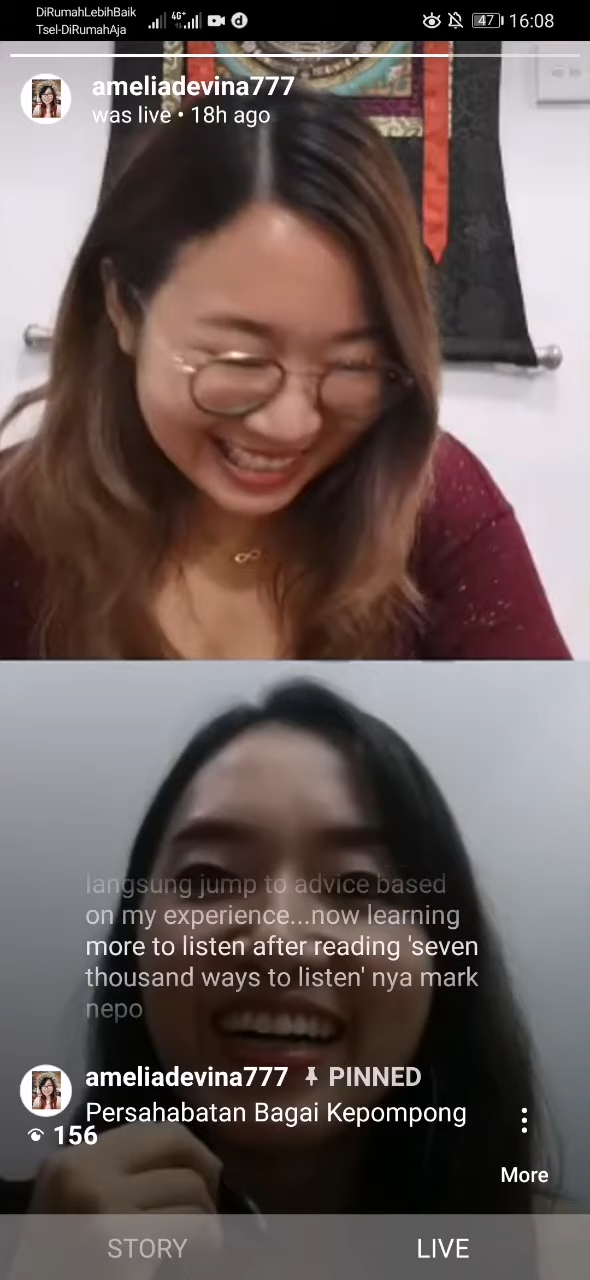 DiRumahLebihBaik
Tsel-DiRumahAja
4G+
47
16:08
ameliadevina777
was live • 18h ago
langsung jump to advice based
on my experience...now learning
more to listen after reading 'seven
thousand ways to listen' nya mark
nepo
ameliadevina777 PINNED
Persahabatan Bagai Kepompong
156
More
STORY LIVE